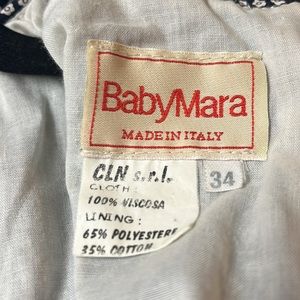 BabyMara
MADE IN ITALY
CLN s.r.l.
34
CLOTH:
100% VISCOSA
LINING:
65% POLYESTERE
35% COTTON